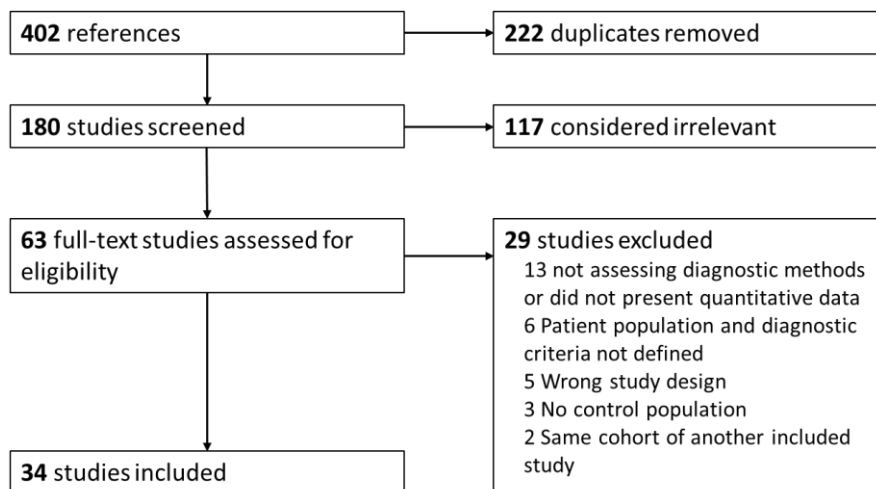 402 references
222 duplicates removed
180 studies screened
117 considered irrelevant
63 full-text studies assessed for
eligibility
29 studies excluded
13 not assessing diagnostic methods
or did not present quantitative data
6 Patient population and diagnostic
criteria not defined
5 Wrong study design
3 No control population
2 Same cohort of another included
study
34 studies included